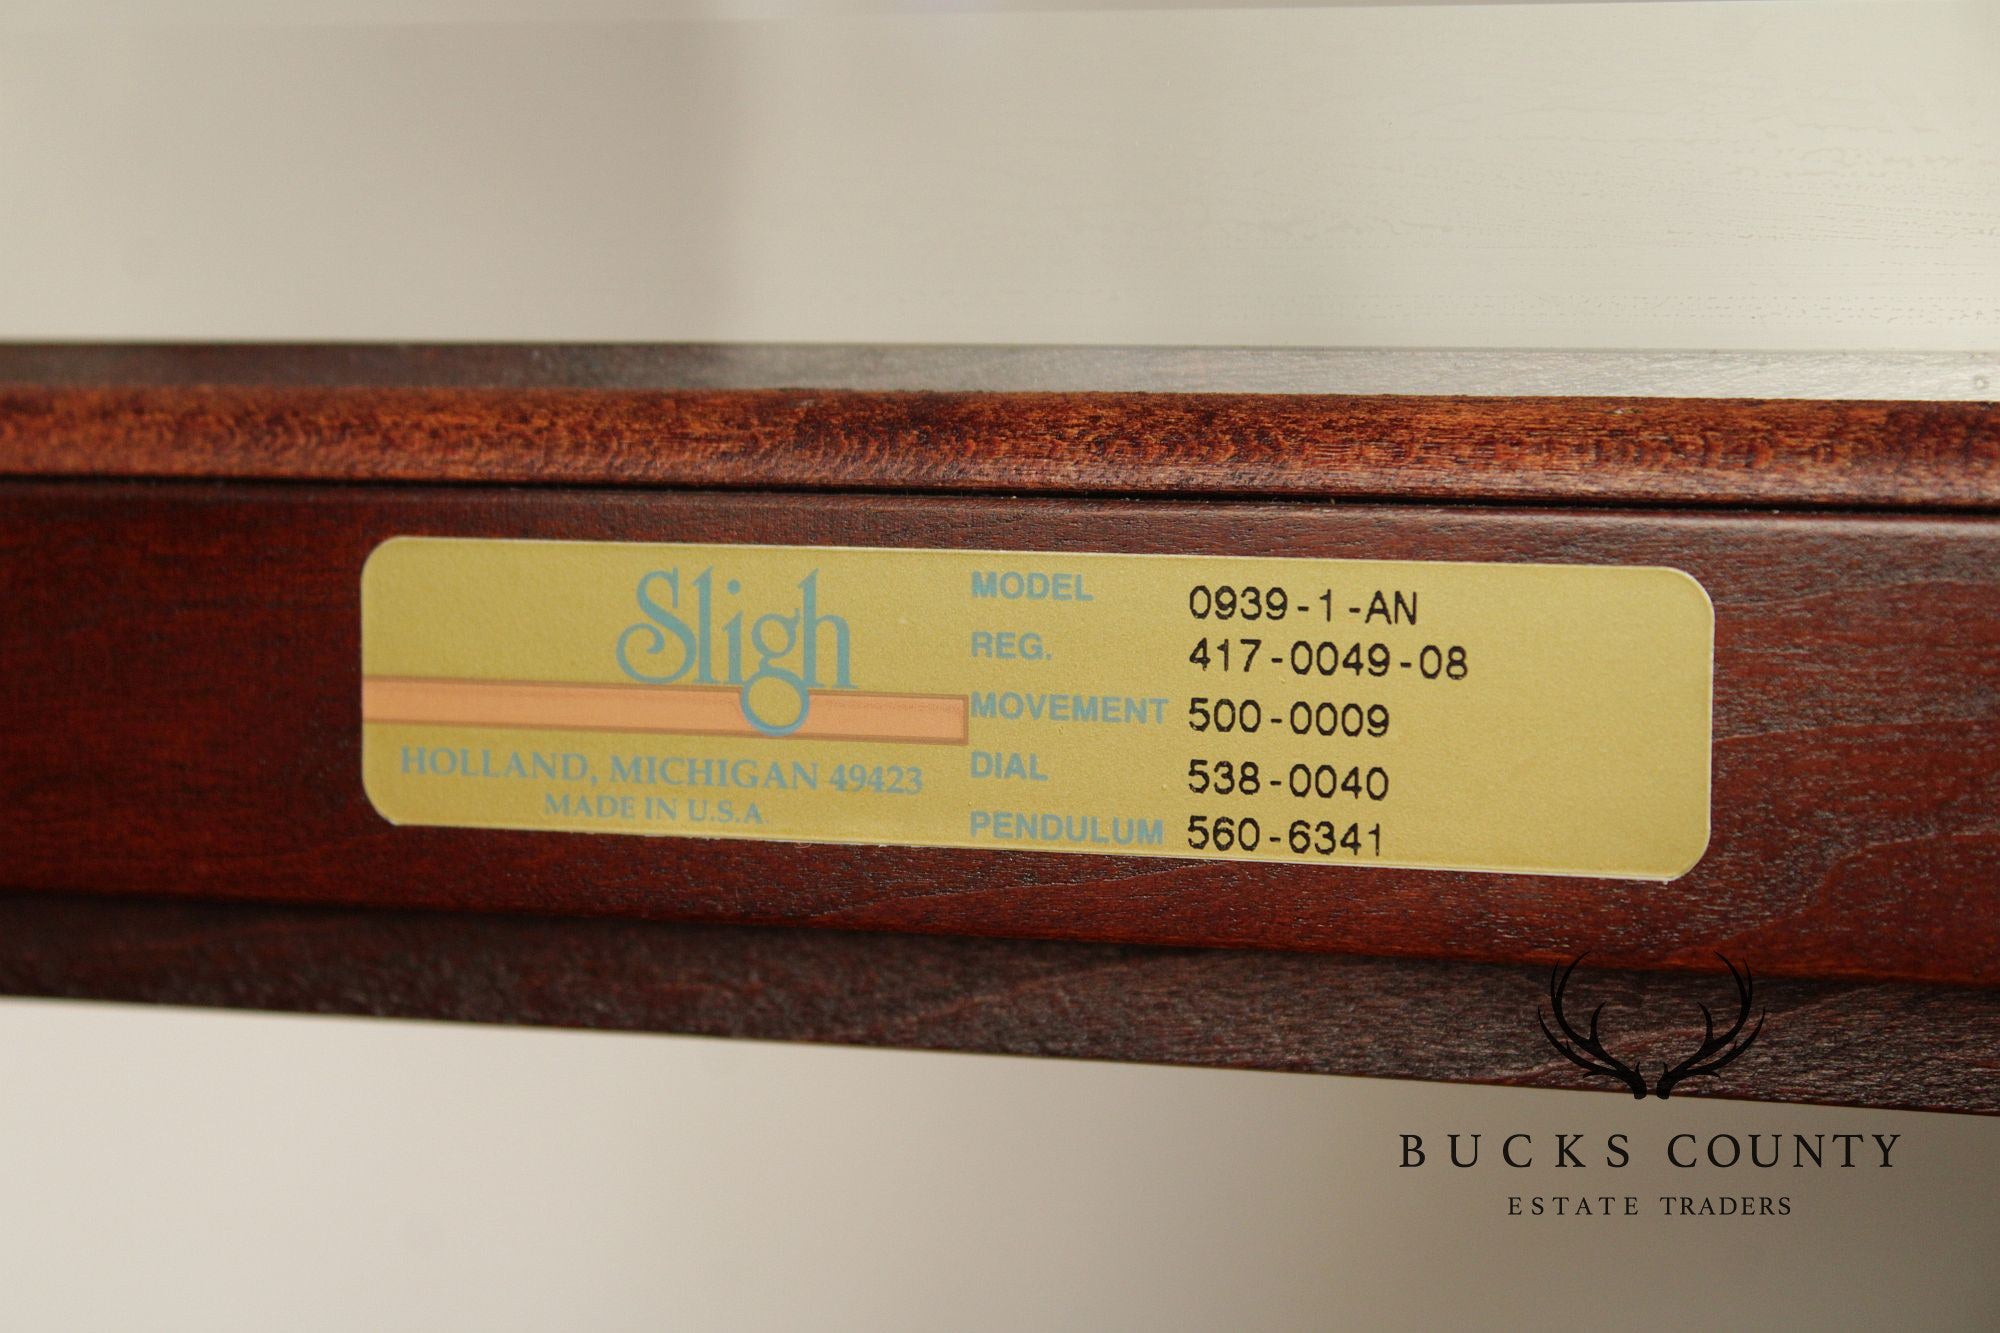 Sligh
HOLLAND, MICHIGAN 49423
MADE IN U.S.A.
MODEL 0939-1-AN
REG. 417-0049-08
MOVEMENT 500-0009
DIAL 538-0040
PENDULUM 560-6341
BUCKS COUNTY
ESTATE TRADERS